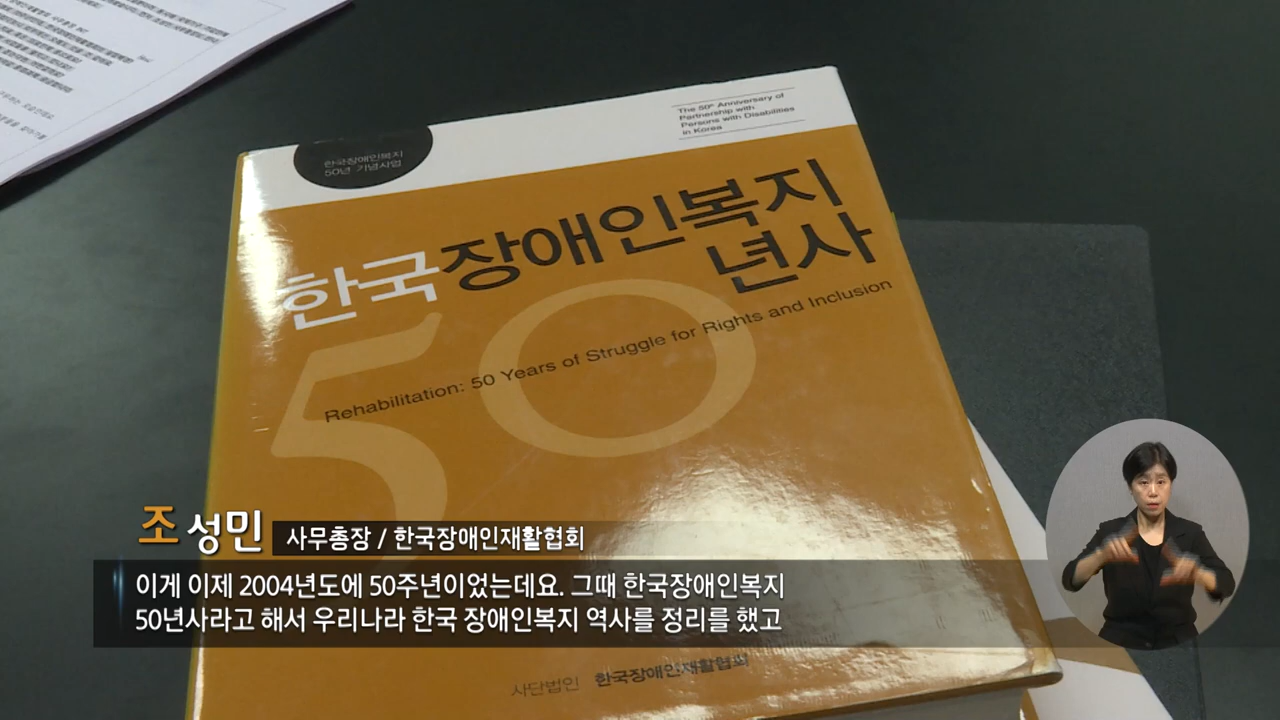 The 50th Anniversary of
Partnership with
Persons with Disabilities
in Korea
한국장애인복지
50년 기념사업
한국장애인복지
50년사
Rehabilitation: 50 Years of Struggle for Rights and Inclusion
조성민 사무총장 / 한국장애인재활협회
이게 이제 2004년도에 50주년이었는데요. 그때 한국장애인복지
50년사라고 해서 우리나라 한국 장애인복지 역사를 정리를 했고
사단법인 한국장애인재활협회